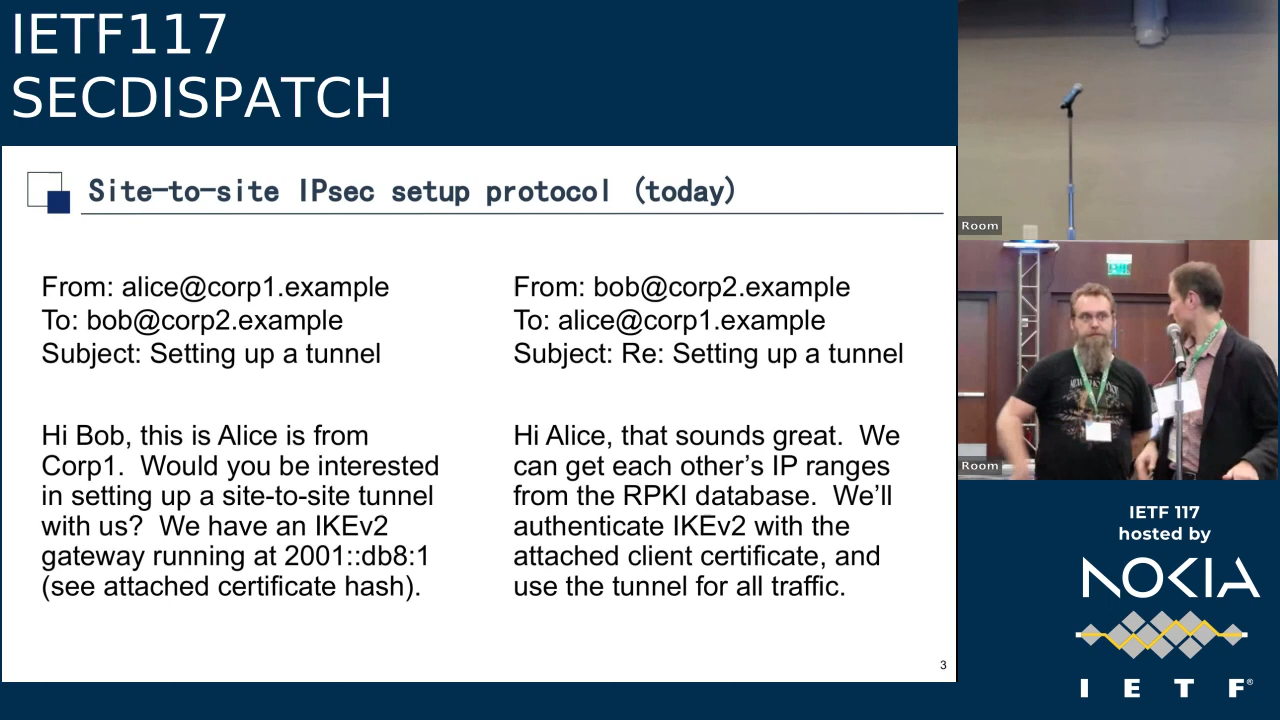 IETF117
SECDISPATCH
Site-to-site IPsec setup protocol (today)
From: alice@corp1.example
To: bob@corp2.example
Subject: Setting up a tunnel
Hi Bob, this is Alice is from
Corp1.  Would you be interested
in setting up a site-to-site tunnel
with us?  We have an IKEv2
gateway running at 2001::db8:1
(see attached certificate hash).
From: bob@corp2.example
To: alice@corp1.example
Subject: Re: Setting up a tunnel
Hi Alice, that sounds great.  We
can get each other’s IP ranges
from the RPKI database.  We’ll
authenticate IKEv2 with the
attached client certificate, and
use the tunnel for all traffic.
3
Room
Room
IETF 117
hosted by
NOKIA
I E T F®